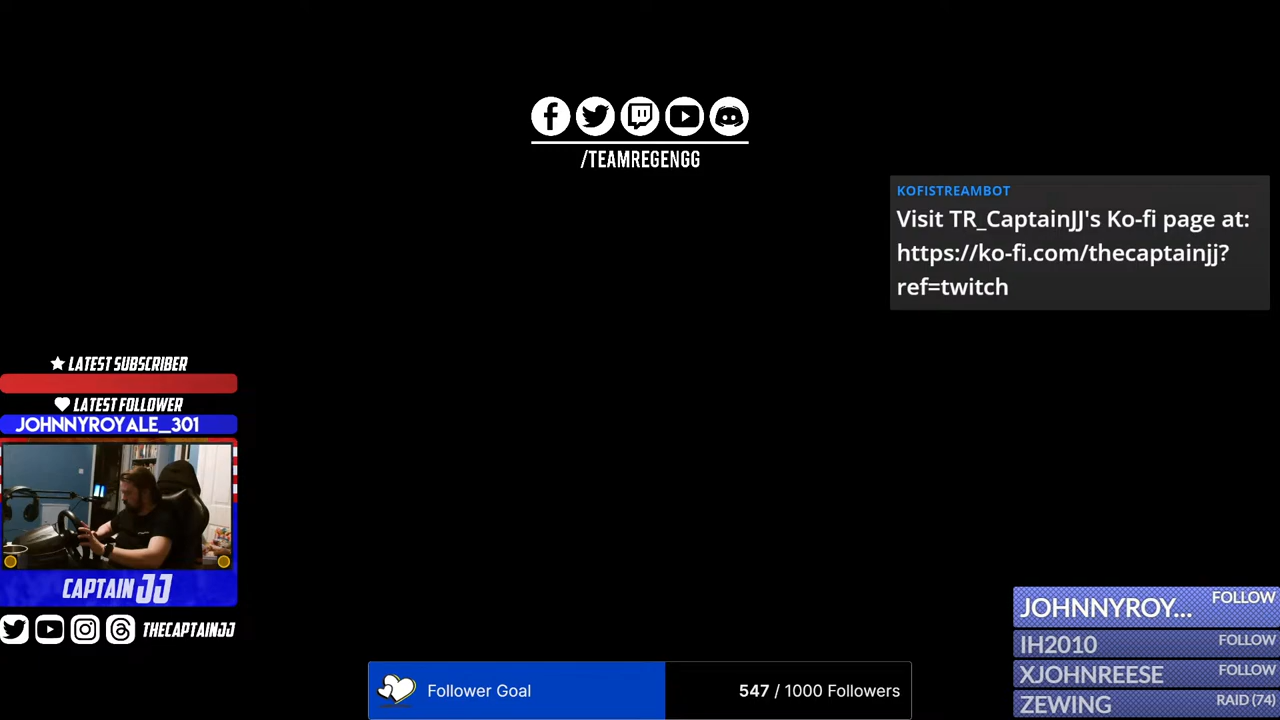 /TEAMREGENGG
KOFISTREAMBOT
Visit TR_CaptainJJ's Ko-fi page at:
https://ko-fi.com/thecaptainjj?
ref=twitch
LATEST SUBSCRIBER
LATEST FOLLOWER
JOHNNYROYALE_301
CAPTAIN JJ
THECAPTAINJJ
JOHNNYROY... FOLLOW
IH2010 FOLLOW
XJOHNREESE FOLLOW
ZEWING RAID (74)
Follower Goal 547 / 1000 Followers